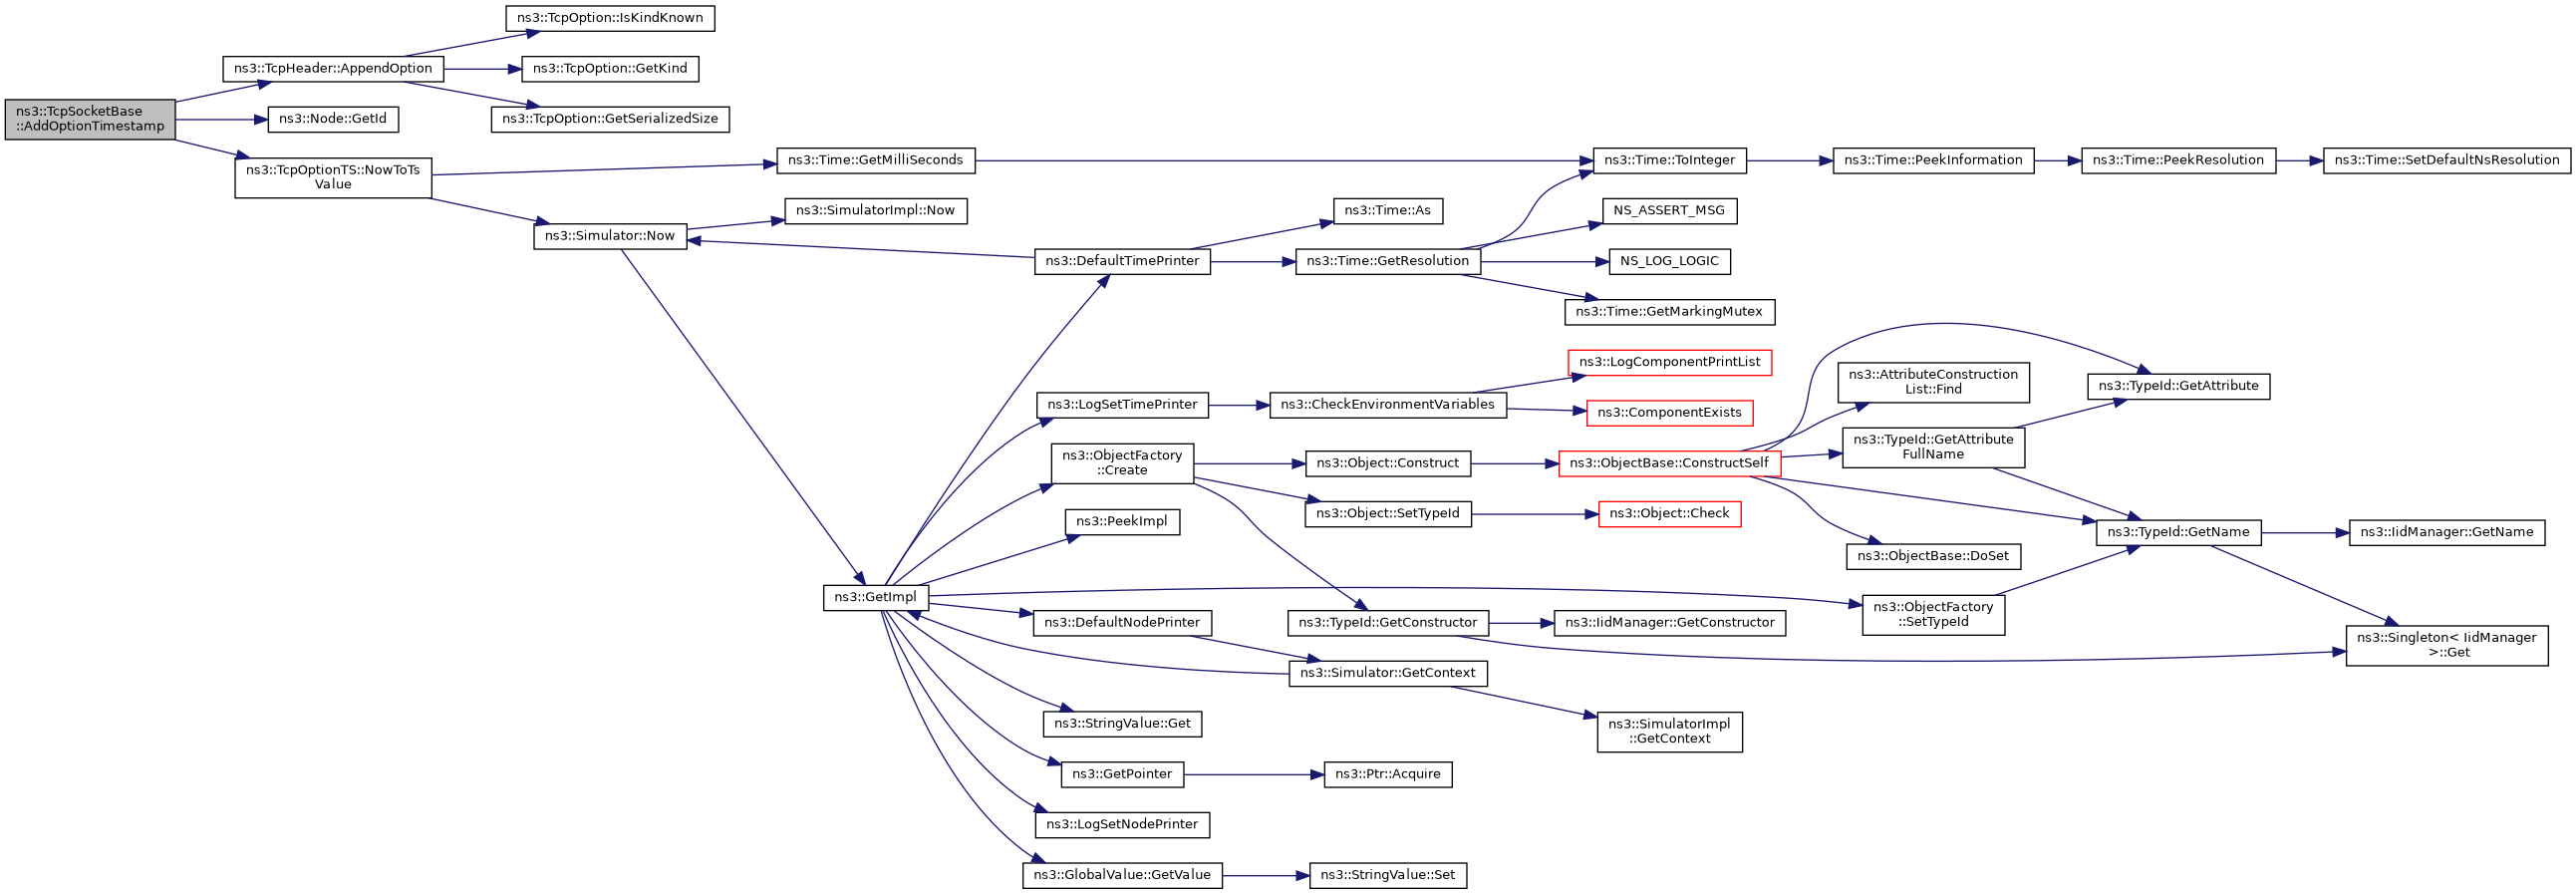 ns3::TcpSocketBase
::AddOptionTimestamp
ns3::TcpHeader::AppendOption
ns3::TcpOption::IsKindKnown
ns3::TcpOption::GetKind
ns3::TcpOption::GetSerializedSize
ns3::Node::GetId
ns3::TcpOptionTS::NowToTs
Value
ns3::Time::GetMilliSeconds
ns3::Time::ToInteger
ns3::Time::PeekInformation
ns3::Time::PeekResolution
ns3::Time::SetDefaultNsResolution
ns3::Simulator::Now
ns3::SimulatorImpl::Now
ns3::GetImpl
ns3::DefaultTimePrinter
ns3::Time::As
ns3::Time::GetResolution
NS_ASSERT_MSG
NS_LOG_LOGIC
ns3::Time::GetMarkingMutex
ns3::LogSetTimePrinter
ns3::CheckEnvironmentVariables
ns3::LogComponentPrintList
ns3::ComponentExists
ns3::ObjectFactory
::Create
ns3::Object::Construct
ns3::ObjectBase::ConstructSelf
ns3::AttributeConstruction
List::Find
ns3::TypeId::GetAttribute
ns3::TypeId::GetAttribute
FullName
ns3::TypeId::GetName
ns3::IidManager::GetName
ns3::ObjectBase::DoSet
ns3::Object::SetTypeId
ns3::Object::Check
ns3::PeekImpl
ns3::ObjectFactory
::SetTypeId
ns3::TypeId::GetConstructor
ns3::IidManager::GetConstructor
ns3::Singleton< IidManager
>::Get
ns3::DefaultNodePrinter
ns3::Simulator::GetContext
ns3::SimulatorImpl
::GetContext
ns3::StringValue::Get
ns3::GetPointer
ns3::Ptr::Acquire
ns3::LogSetNodePrinter
ns3::GlobalValue::GetValue
ns3::StringValue::Set